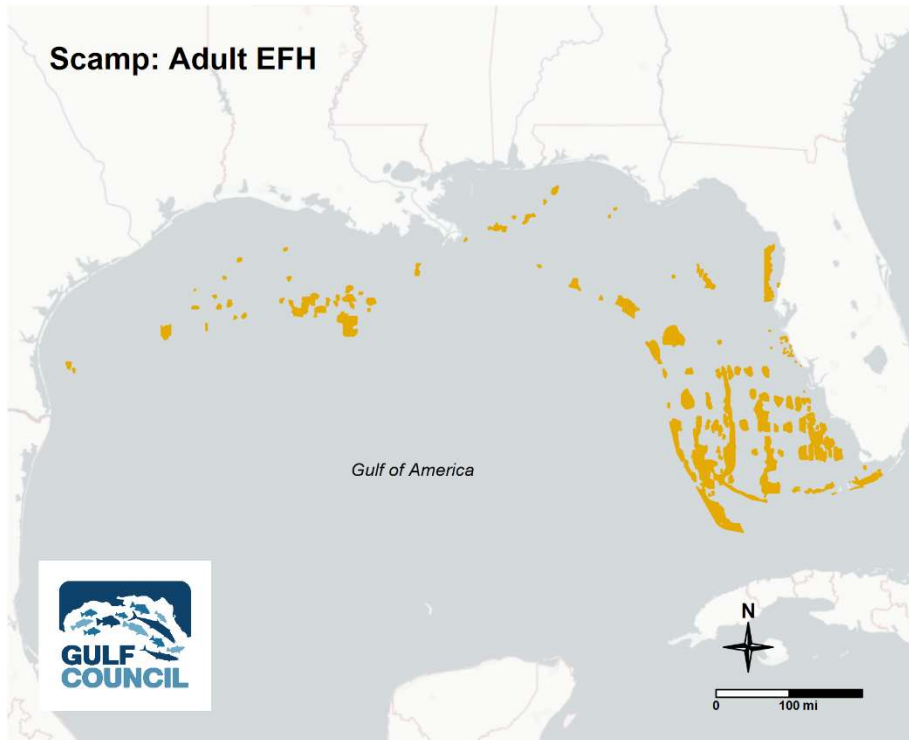 Scamp: Adult EFH
Gulf of America
GULF
COUNCIL
N
0 100 mi